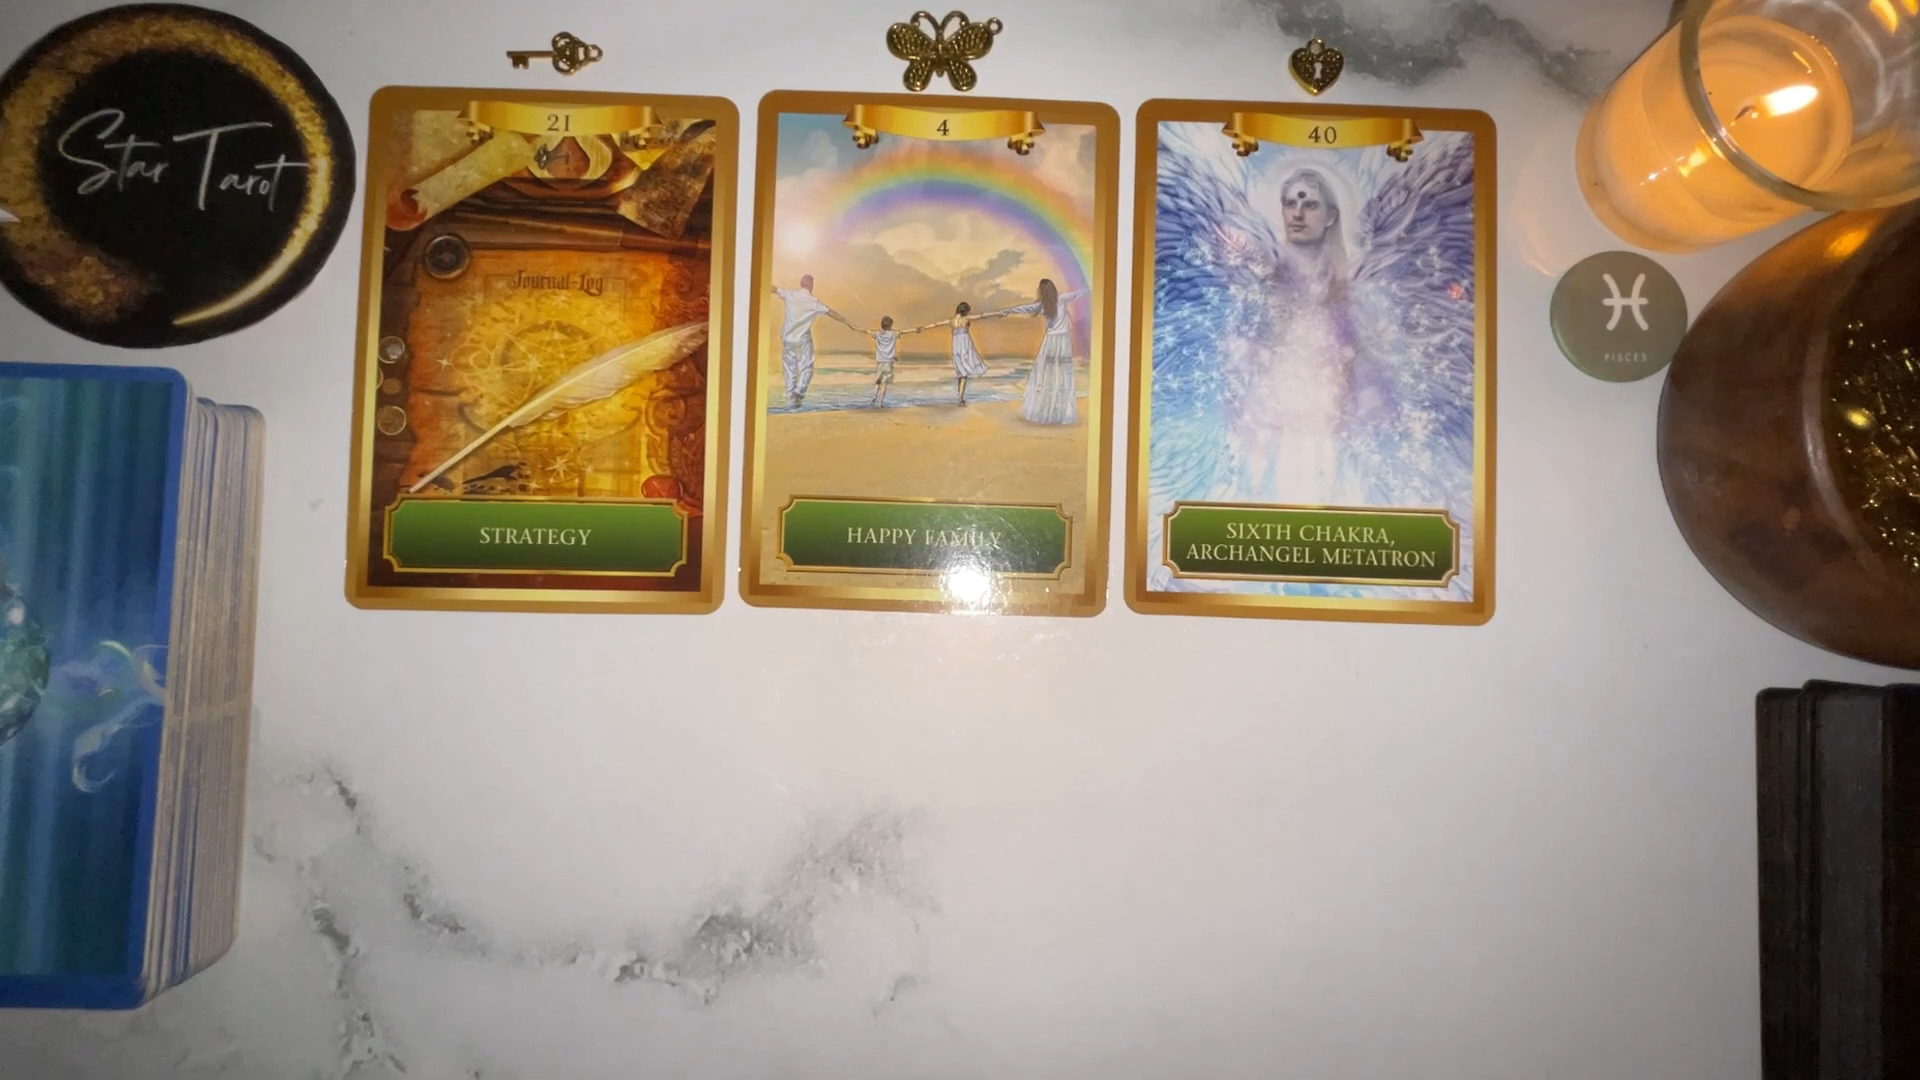 Star Tarot
21
Journal-Log
STRATEGY
4
HAPPY FAMILY
40
SIXTH CHAKRA,
ARCHANGEL METATRON
PISCES